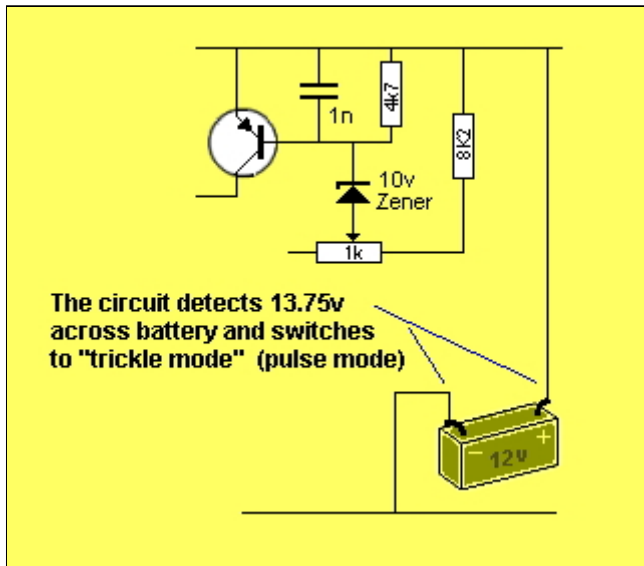 1n
4k7
8K2
10v
Zener
1k
The circuit detects 13.75v
across battery and switches
to "trickle mode" (pulse mode)
– +
12V